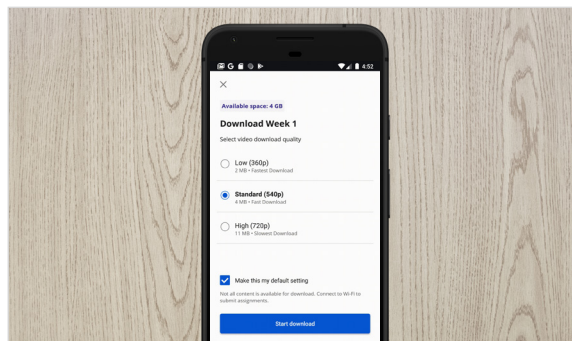 4:52
Available space: 4 GB
Download Week 1
Select video download quality
Low (360p)
2 MB • Fastest Download
Standard (540p)
4 MB • Fast Download
High (720p)
11 MB • Slowest Download
Make this my default setting
Not all content is available for download. Connect to Wi-Fi to
submit assignments.
Start download